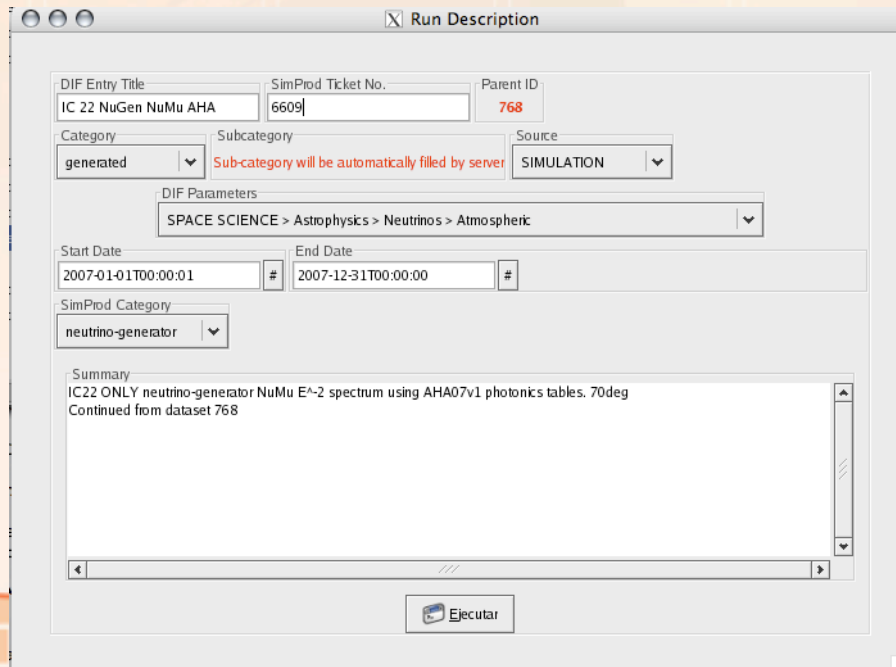 X Run Description
DIF Entry Title SimProd Ticket No. Parent ID
IC 22 NuGen NuMu AHA 6609 768
Category Subcategory Source
generated Sub-category will be automatically filled by server SIMULATION
DIF Parameters
SPACE SCIENCE > Astrophysics > Neutrinos > Atmospheric
Start Date End Date
2007-01-01T00:00:01 # 2007-12-31T00:00:00 #
SimProd Category
neutrino-generator
Summary
IC22 ONLY neutrino-generator NuMu E^-2 spectrum using AHA07v1 photonics tables. 70deg
Continued from dataset 768
Ejecutar